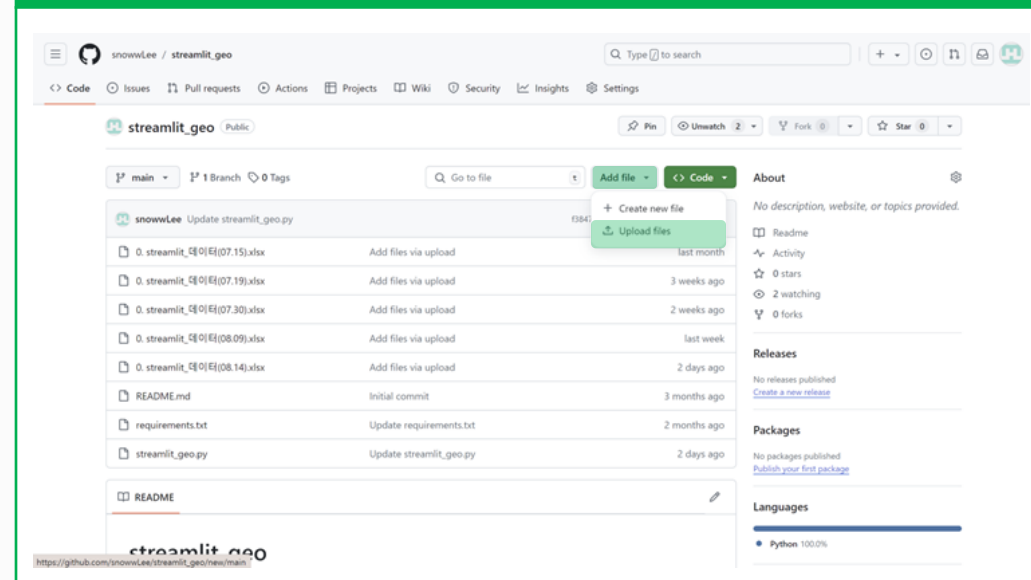 snowwLee / streamlit_geo
Type / to search
Code Issues Pull requests Actions Projects Wiki Security Insights Settings
streamlit_geo Public
Pin Unwatch 2 Fork 0 Star 0
main 1 Branch 0 Tags Go to file t Add file Code
About
No description, website, or topics provided.
Create new file
Upload files
snowwLee Update streamlit_geo.py
0. streamlit_데이터(07.15).xlsx Add files via upload last month
0. streamlit_데이터(07.19).xlsx Add files via upload 3 weeks ago
0. streamlit_데이터(07.30).xlsx Add files via upload 2 weeks ago
0. streamlit_데이터(08.09).xlsx Add files via upload last week
0. streamlit_데이터(08.14).xlsx Add files via upload 2 days ago
README.md Initial commit 3 months ago
requirements.txt Update requirements.txt 2 months ago
streamlit_geo.py Update streamlit_geo.py 2 days ago
Readme
Activity
0 stars
2 watching
0 forks
Releases
No releases published
Create a new release
Packages
No packages published
Publish your first package
Languages
Python 100.0%
README
streamlit_geo
https://github.com/snowwLee/streamlit_geo/new/main